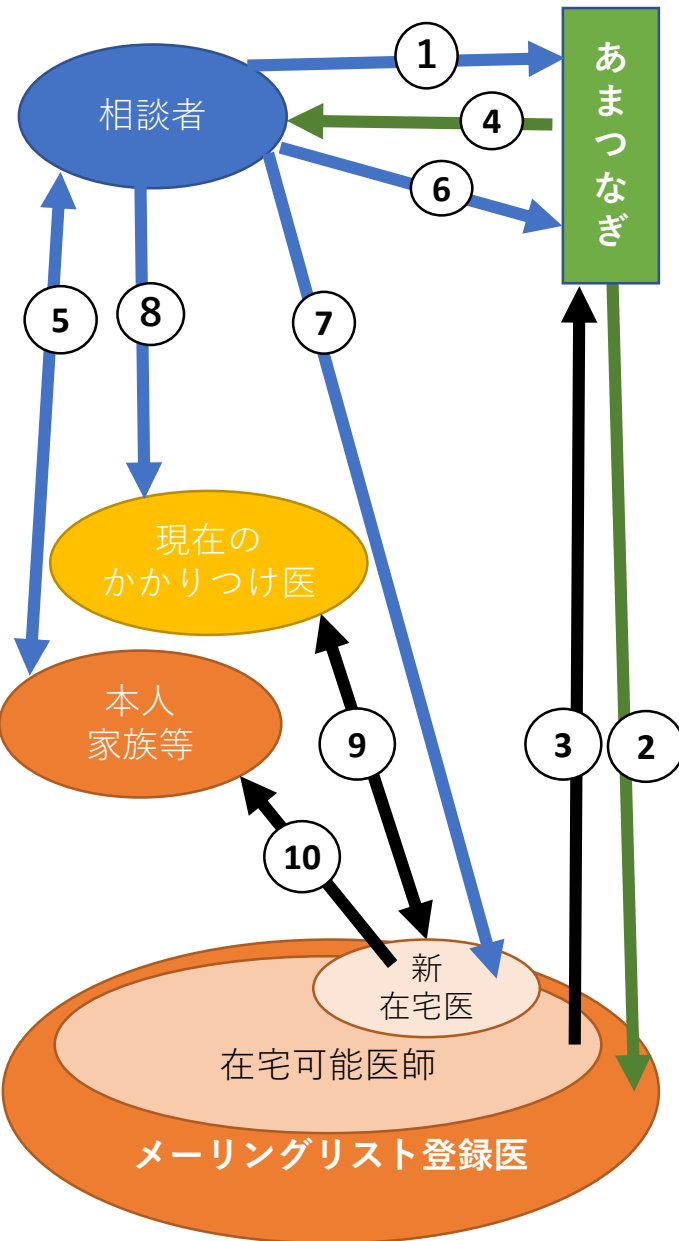 1
あまつなぎ
相談者
4
6
5
8
7
現在の
かかりつけ医
本人
家族等
9
3
2
10
新
在宅医
在宅可能医師
メーリングリスト登録医